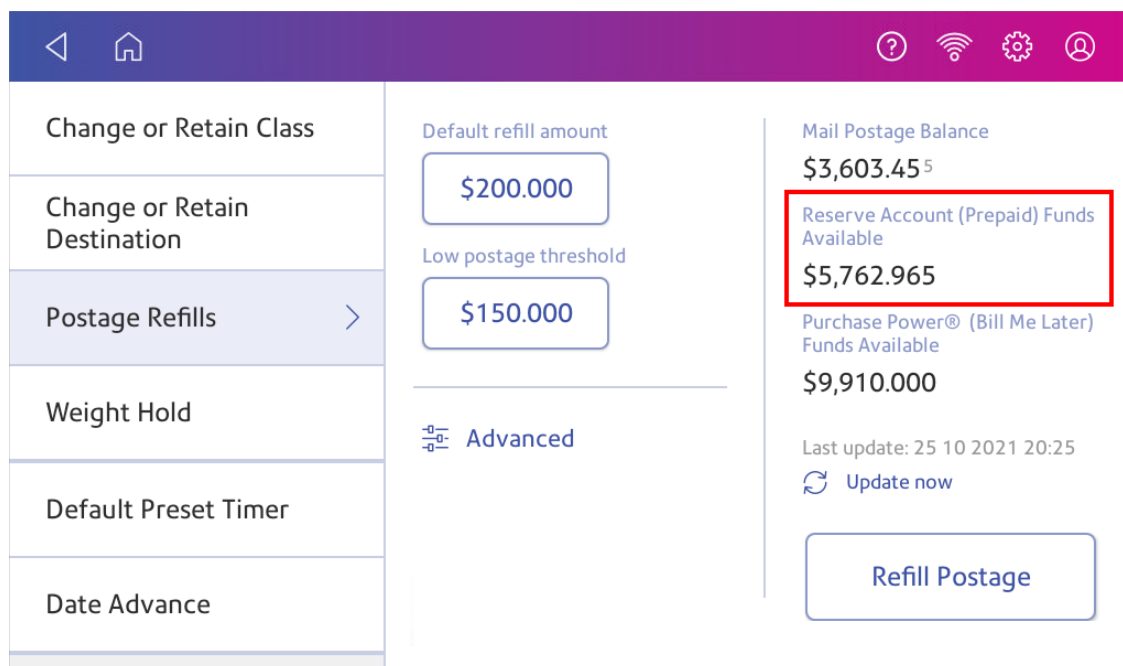 Change or Retain Class
Change or Retain
Destination
Postage Refills
Weight Hold
Default Preset Timer
Date Advance
Default refill amount
$200.000
Low postage threshold
$150.000
Advanced
Mail Postage Balance
$3,603.455
Reserve Account (Prepaid) Funds
Available
$5,762.965
Purchase Power® (Bill Me Later)
Funds Available
$9,910.000
Last update: 25 10 2021 20:25
Update now
Refill Postage